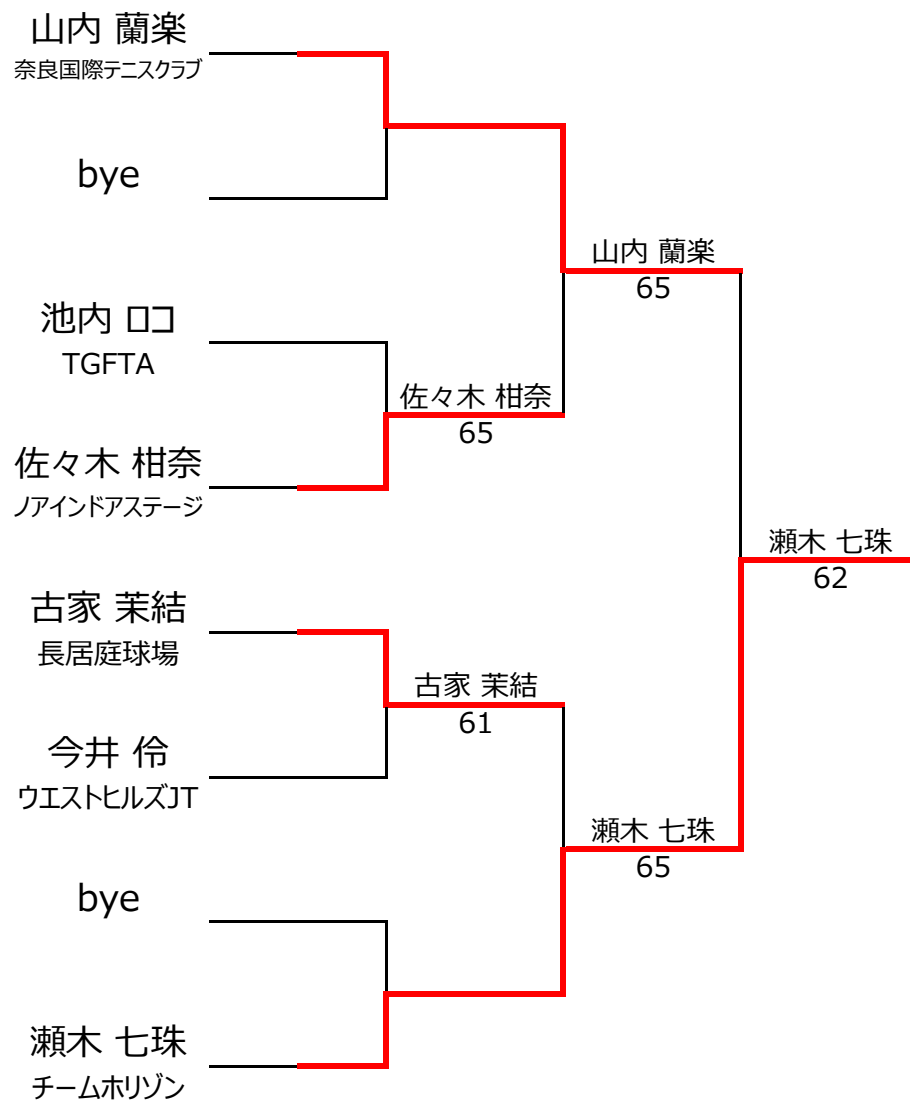 山内 蘭楽
奈良国際テニスクラブ
bye
池内 ロコ
TGFTA
佐々木 柑奈
ノアインドアステージ
古家 茉結
長居庭球場
今井 伶
ウエストヒルズJT
bye
瀬木 七珠
チームホリゾン
佐々木 柑奈
65
古家 茉結
61
山内 蘭楽
65
瀬木 七珠
65
瀬木 七珠
62